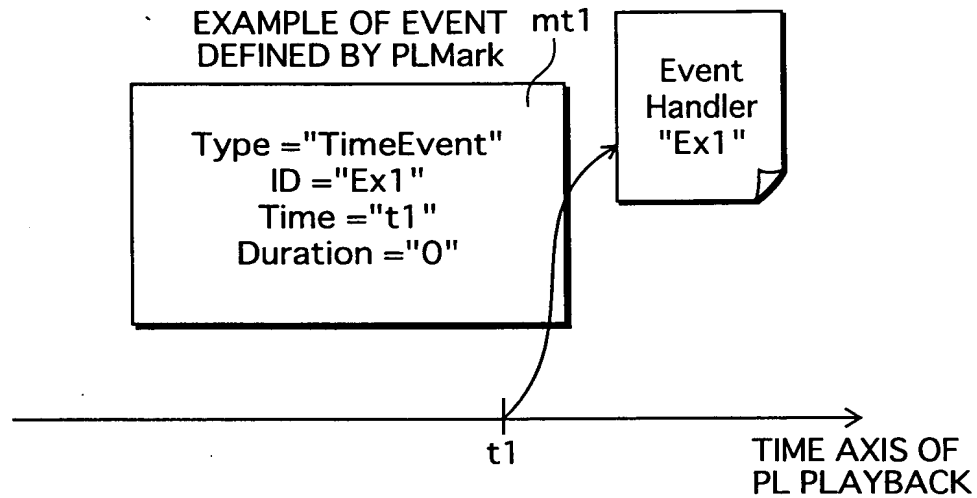 EXAMPLE OF EVENT
DEFINED BY PLMark
mt1
Type ="TimeEvent"
ID ="Ex1"
Time ="t1"
Duration ="0"
Event
Handler
"Ex1"
t1
TIME AXIS OF
PL PLAYBACK